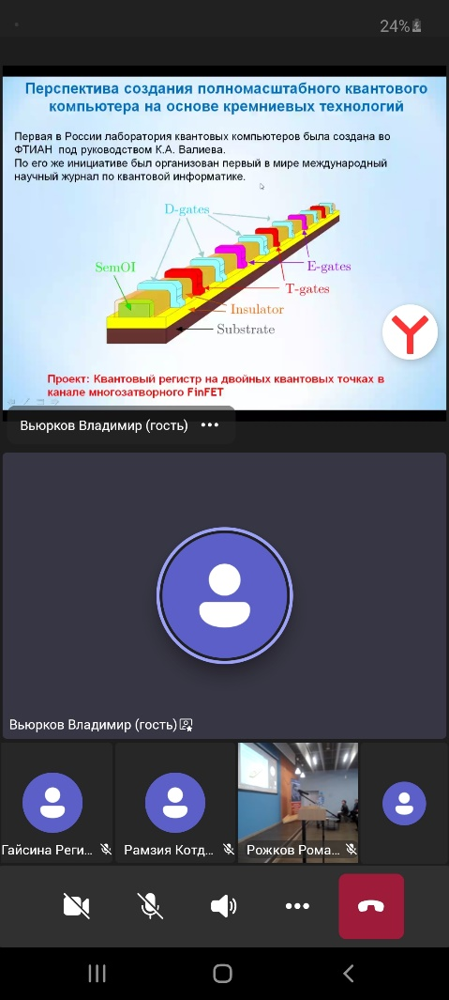 24%
Перспектива создания полномасштабного квантового
компьютера на основе кремниевых технологий
Первая в России лаборатория квантовых компьютеров была создана во
ФТИАН под руководством К.А. Валиева.
По его же инициативе был организован первый в мире международный
научный журнал по квантовой информатике.
D-gates
SemOI
E-gates
T-gates
Insulator
Substrate
Проект: Квантовый регистр на двойных квантовых точках в
канале многозатворного FinFET
Вьюрков Владимир (гость)
Вьюрков Владимир (гость)
Гайсина Реги...
Рамзия Котд...
Рожков Рома...